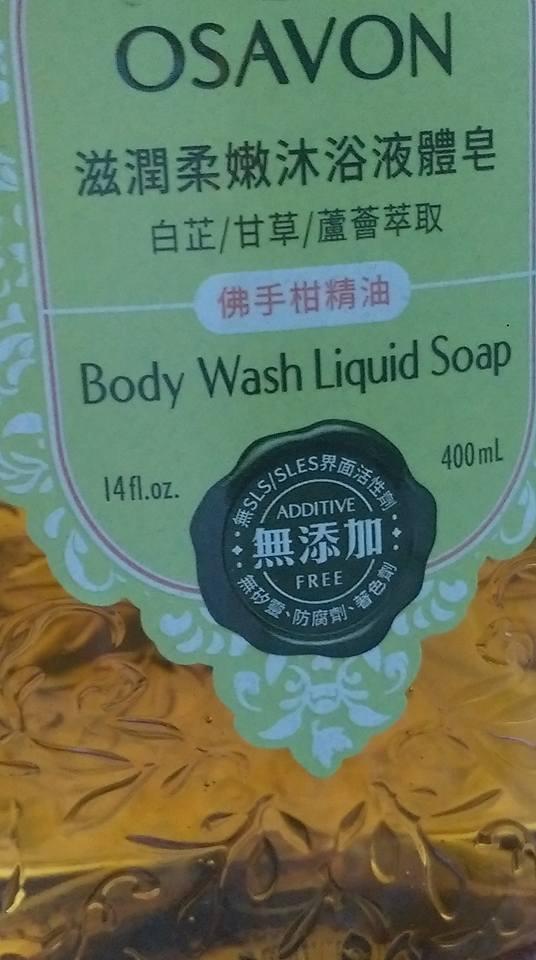 OSAVON
滋潤柔嫩沐浴液體皂
白芷/甘草/蘆薈萃取
佛手柑精油
Body Wash Liquid Soap
14 fl.oz.
400mL
無SLS/SLES界面活性劑
ADDITIVE
無添加
FREE
無矽靈、防腐劑、著色劑